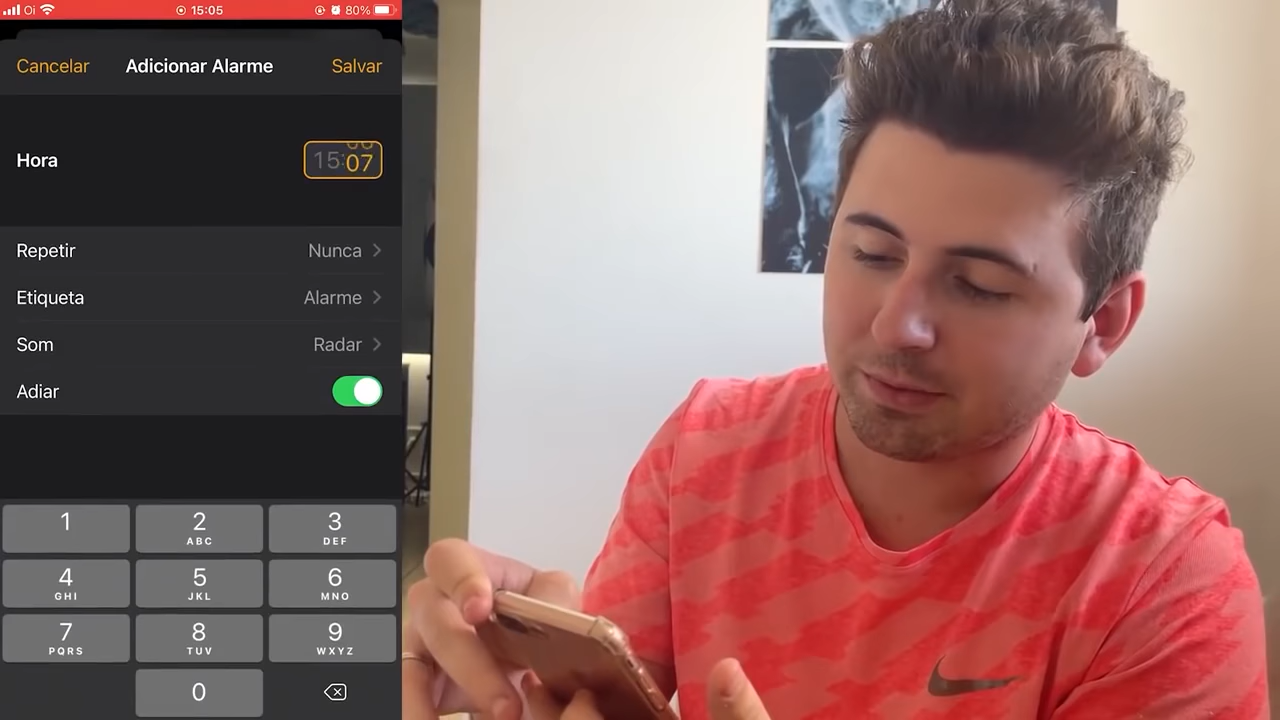 Oi 15:05 80%
Cancelar Adicionar Alarme Salvar
Hora 15:07
Repetir Nunca
Etiqueta Alarme
Som Radar
Adiar
1 2 3
ABC DEF
4 5 6
GHI JKL MNO
7 8 9
PQRS TUV WXYZ
0